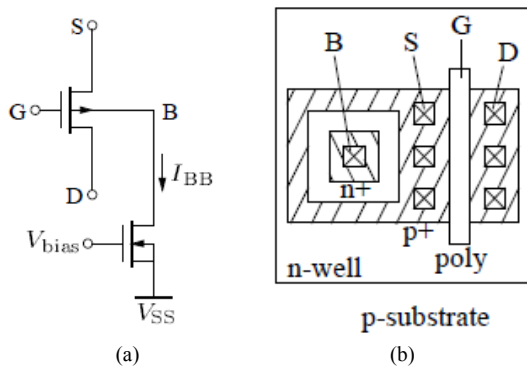 S
G
B
I_BB
D
V_bias
V_SS
(a)
G
B
S
D
n+
p+
n-well
poly
p-substrate
(b)